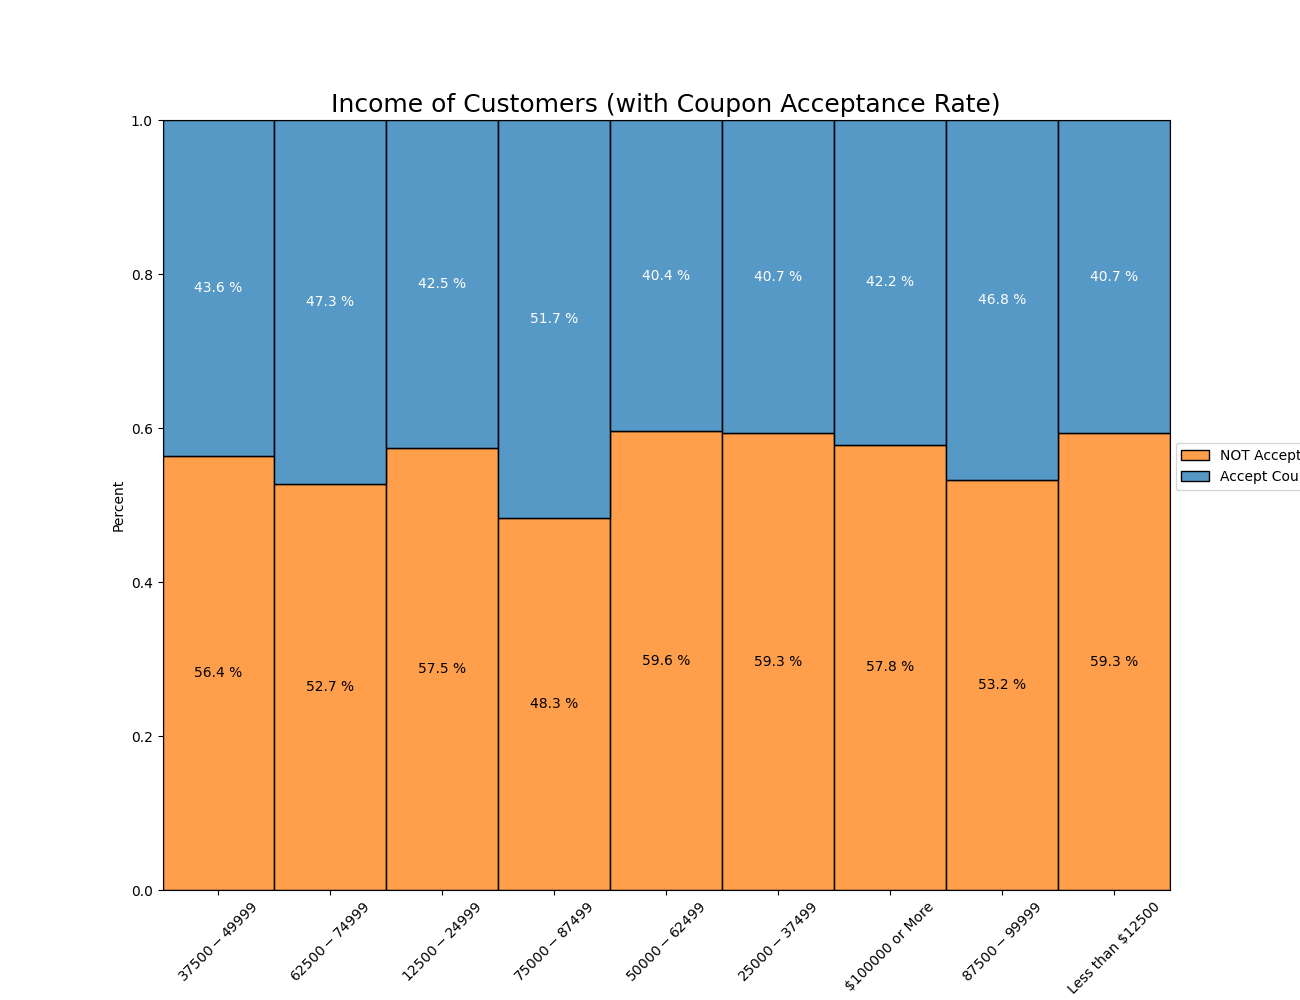 Income of Customers (with Coupon Acceptance Rate)
1.0
0.8
0.6
0.4
0.2
0.0
Percent
43.6 %
47.3 %
42.5 %
51.7 %
40.4 %
40.7 %
42.2 %
46.8 %
40.7 %
56.4 %
52.7 %
57.5 %
48.3 %
59.6 %
59.3 %
57.8 %
53.2 %
59.3 %
NOT Accept
Accept Cou
37500 − 49999
62500 − 74999
12500 − 24999
75000 − 87499
50000 − 62499
25000 − 37499
$100000 or More
87500 − 99999
Less than $12500